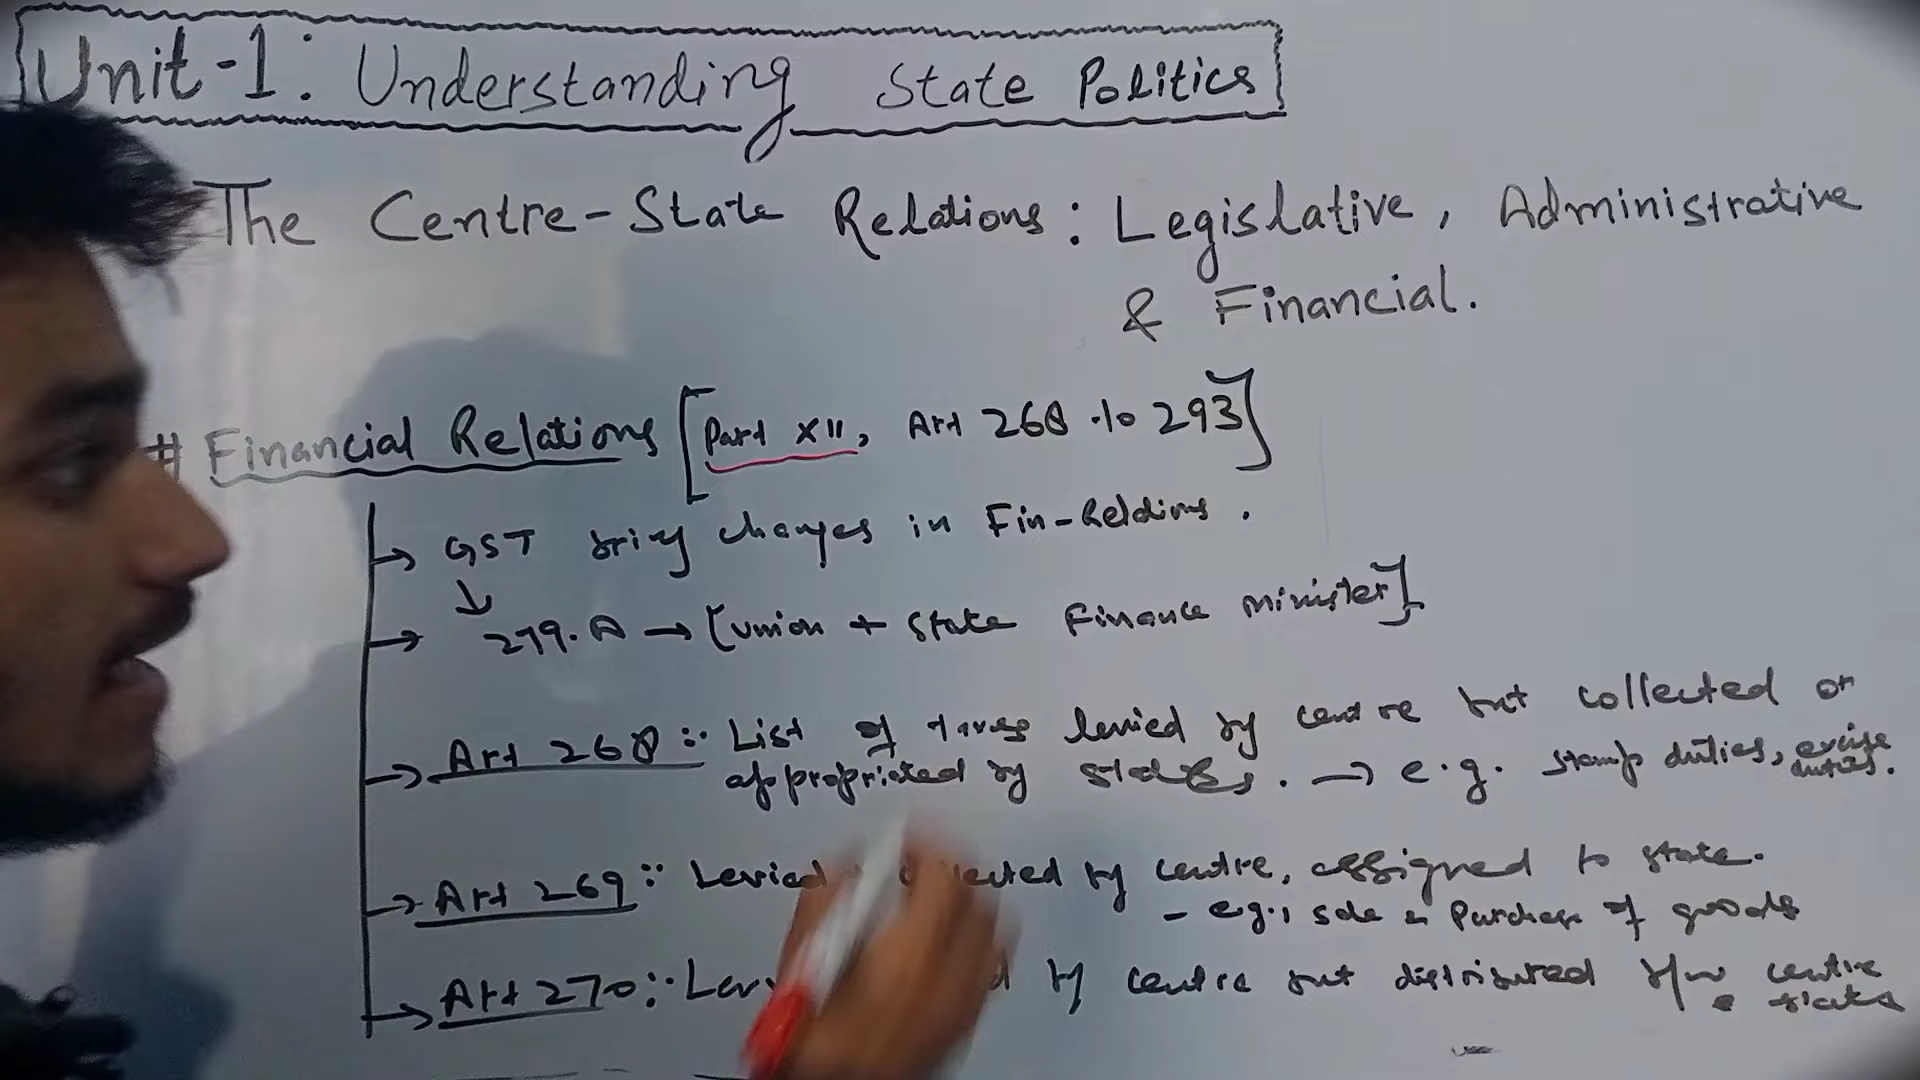 Unit-1: Understanding State Politics
The Centre-State Relations: Legislative, Administrative
& Financial.
# Financial Relations [Part XII, Art 268 to 293]
→ GST bring changes in Fin-Relations.
↓
→ 279.A → [Union + State Finance Minister]
→ Art 268:- List of taxes levied by centre but collected or
appropriated by states. → e.g. stamp duties, excise
duties.
→ Art 269:: Levied by centre, assigned to state.
- e.g., sale & Purchase of goods
→ Art 270:: by centre but distributed b/w centre
& states